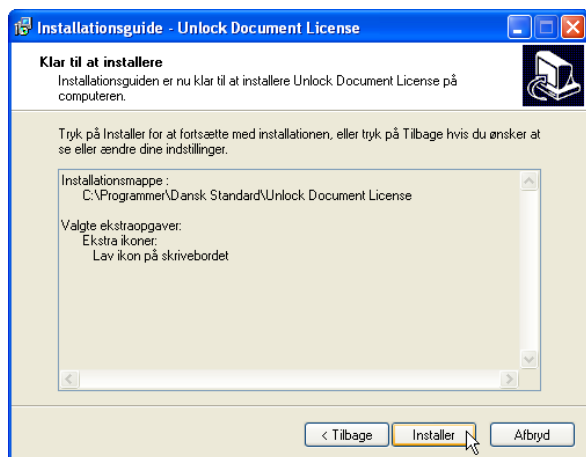 Installationsguide - Unlock Document License
Klar til at installere
Installationsguiden er nu klar til at installere Unlock Document License på
computeren.
Tryk på Installer for at fortsætte med installationen, eller tryk på Tilbage hvis du ønsker at
se eller ændre dine indstillinger.
Installationsmappe :
C:\Programmer\Dansk Standard\Unlock Document License
Valgte ekstraopgaver:
Ekstra ikoner:
Lav ikon på skrivebordet
< Tilbage
Installer
Afbryd